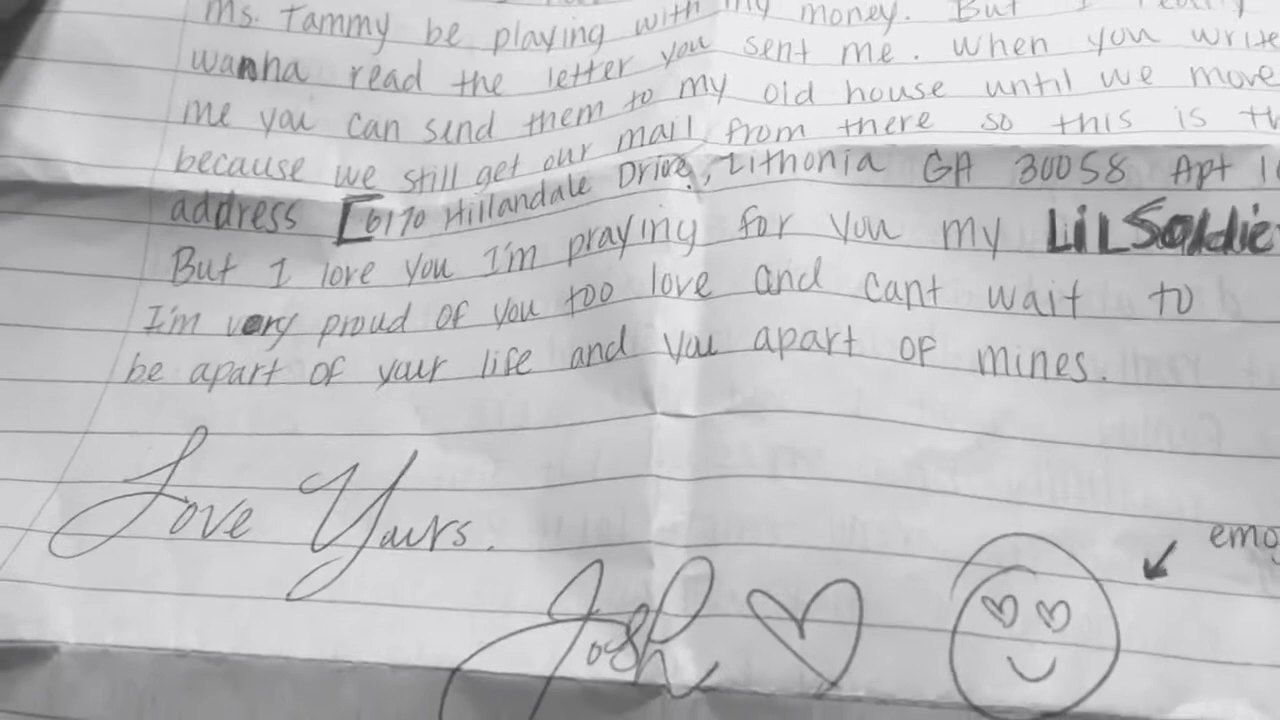 Ms. Tammy be playing with my money. But I really
wanna read the letter you sent me. When you write
me you can send them to my old house until we move
because we still get our mail from there so this is
address [6170 Hillandale Drive, Lithonia GA 30058 Apt
But I love you I'm praying for you my LiL Soldie
I'm very proud of you too love and cant wait to
be apart of your life and you apart of mines.
Love Yours.
Josh
emo